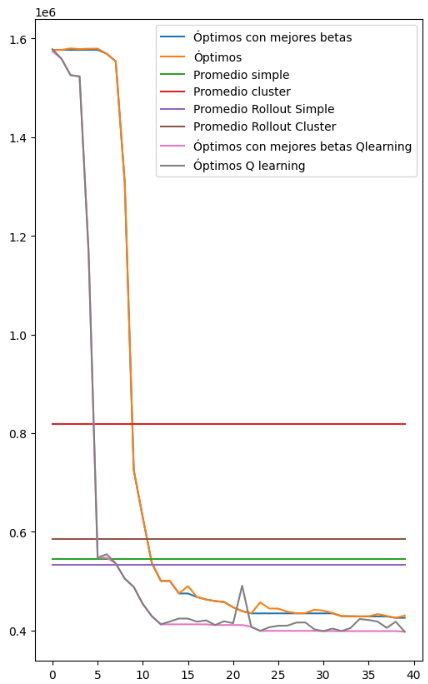 1e6
Óptimos con mejores betas
Óptimos
Promedio simple
Promedio cluster
Promedio Rollout Simple
Promedio Rollout Cluster
Óptimos con mejores betas Qlearning
Óptimos Q learning
1.6
1.4
1.2
1.0
0.8
0.6
0.4
0 5 10 15 20 25 30 35 40